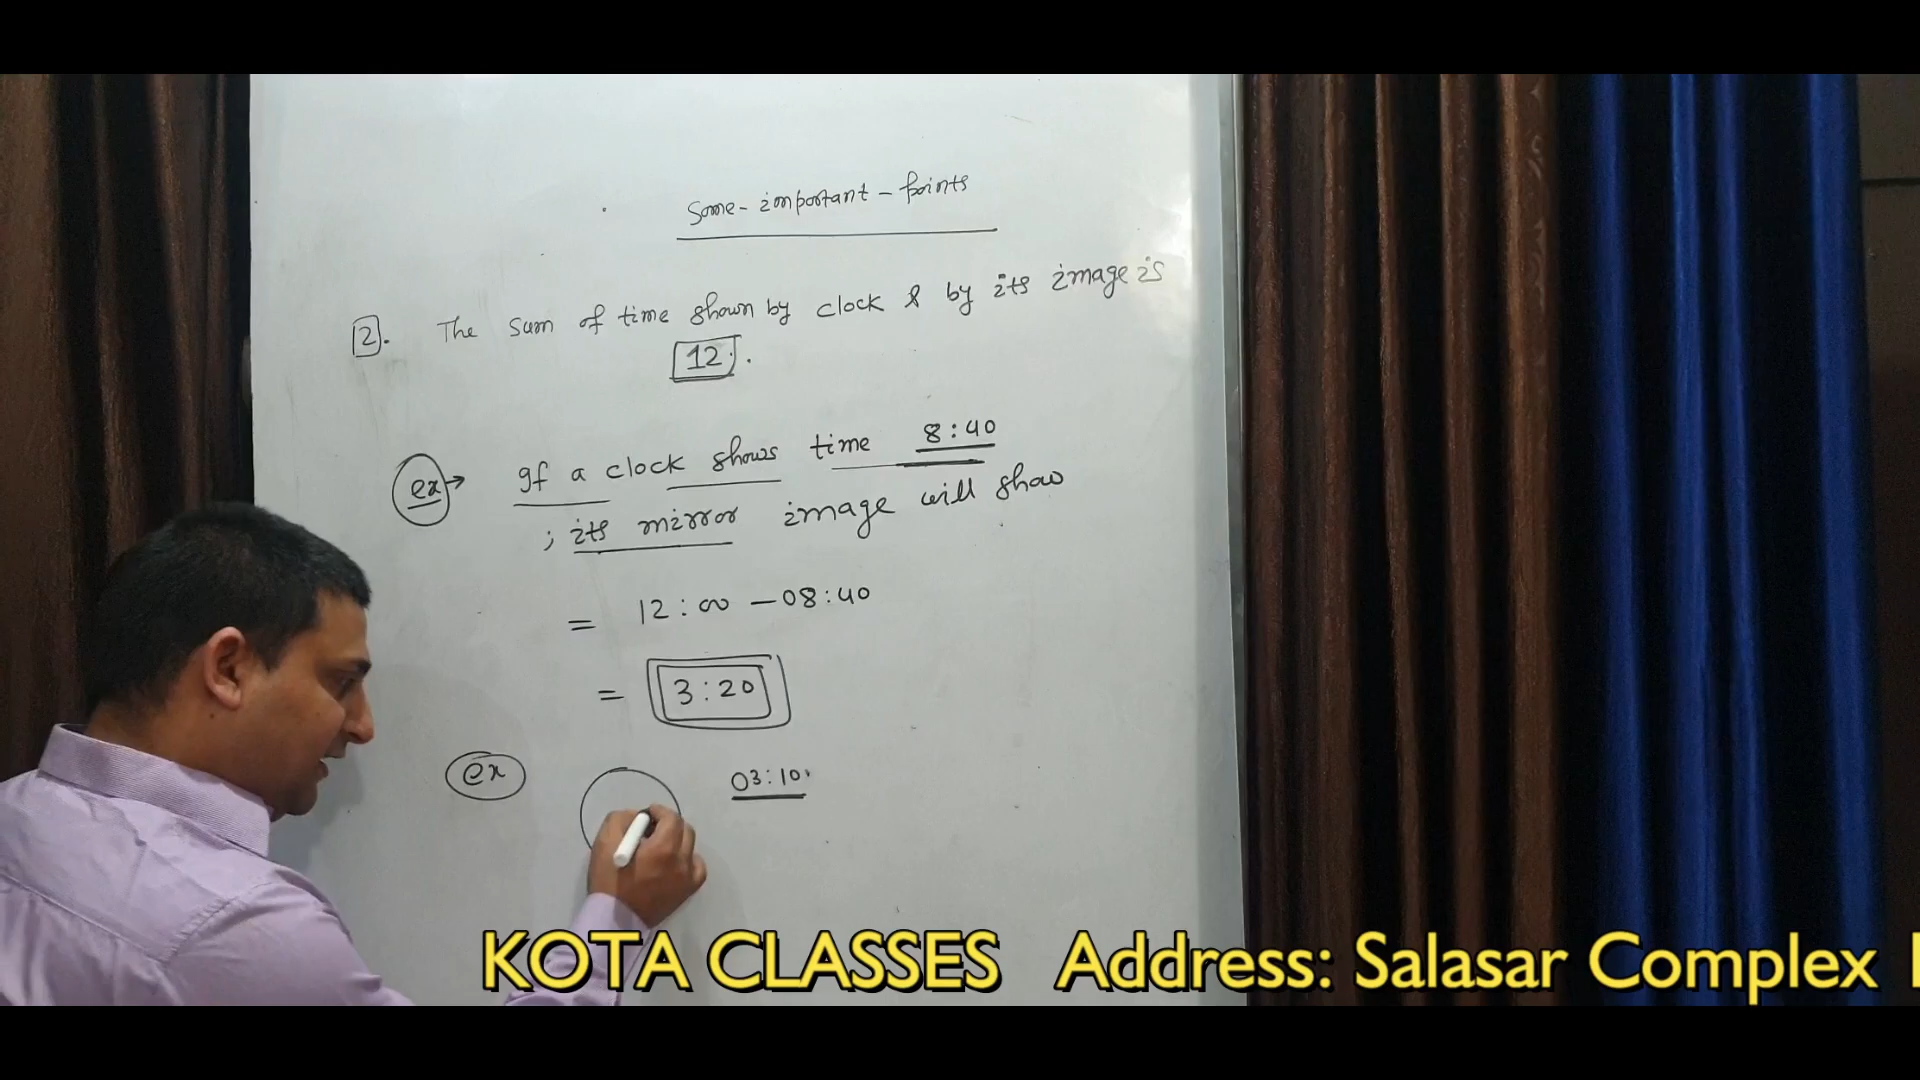 Some - important - points
2. The sum of time shown by clock & by its image is
12.
ex → If a clock shows time 8:40
; its mirror image will show
= 12:00 - 08:40
= 3:20
ex 03:10
KOTA CLASSES Address: Salasar Complex